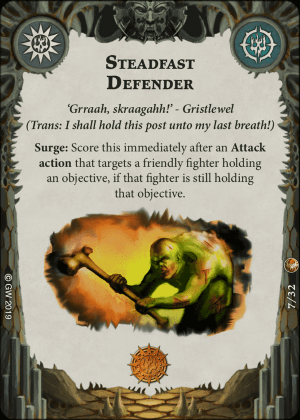 STEADFAST
DEFENDER
‘Grraah, skraagahh!’ - Gristlewel
(Trans: I shall hold this post unto my last breath!)
Surge: Score this immediately after an Attack
action that targets a friendly fighter holding
an objective, if that fighter is still holding
that objective.
© GW 2019
7/32